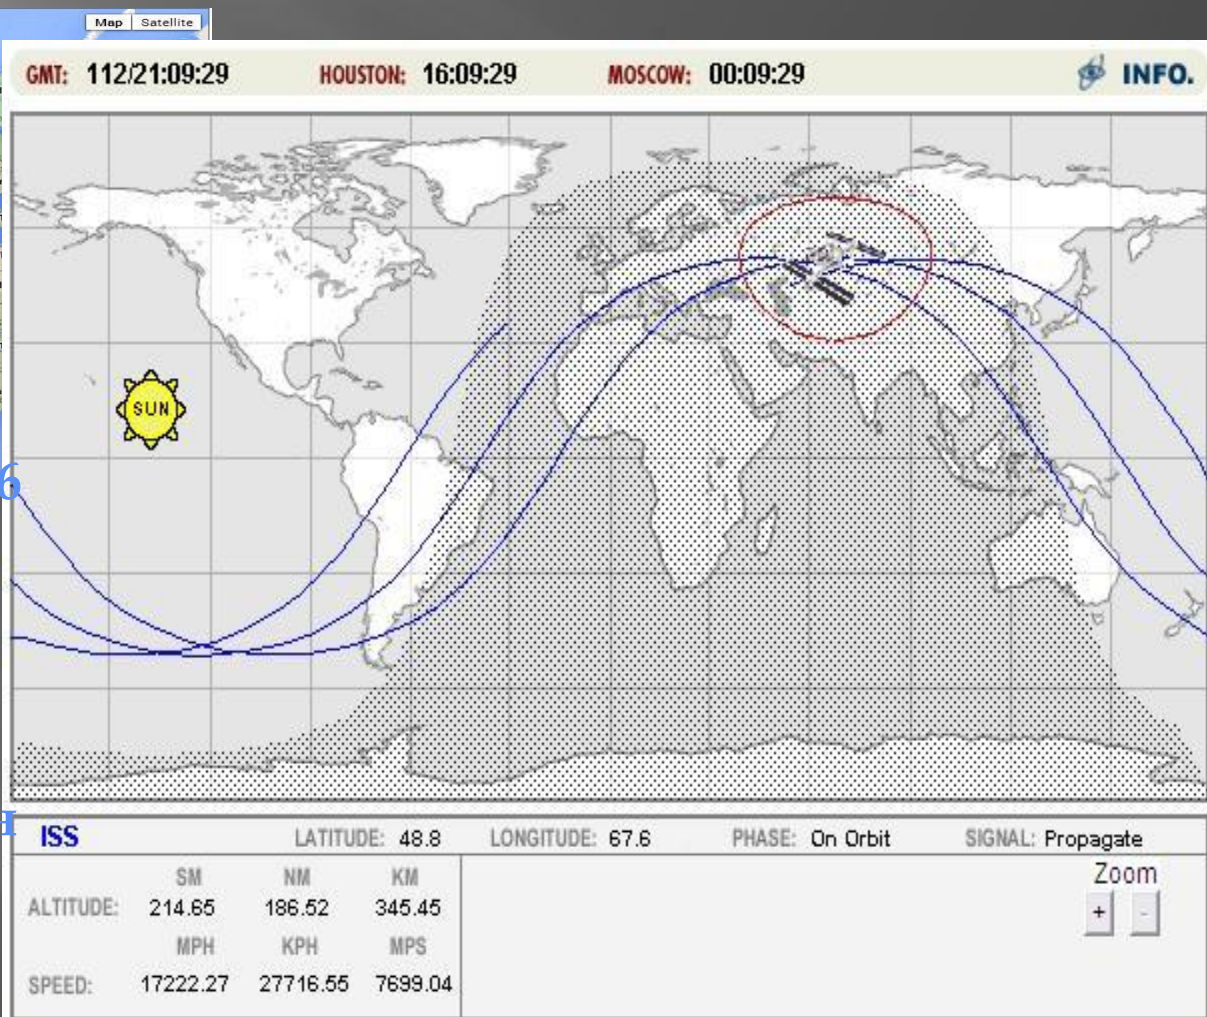 Map Satellite
GMT: 112/21:09:29 HOUSTON: 16:09:29 MOSCOW: 00:09:29 INFO.
SUN
6
ISS LATITUDE: 48.8 LONGITUDE: 67.6 PHASE: On Orbit SIGNAL: Propagate
SM NM KM Zoom
ALTITUDE: 214.65 186.52 345.45 + -
MPH KPH MPS
SPEED: 17222.27 27716.55 7699.04